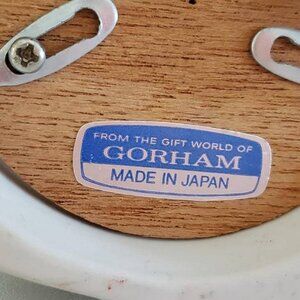 FROM THE GIFT WORLD OF
GORHAM
MADE IN JAPAN